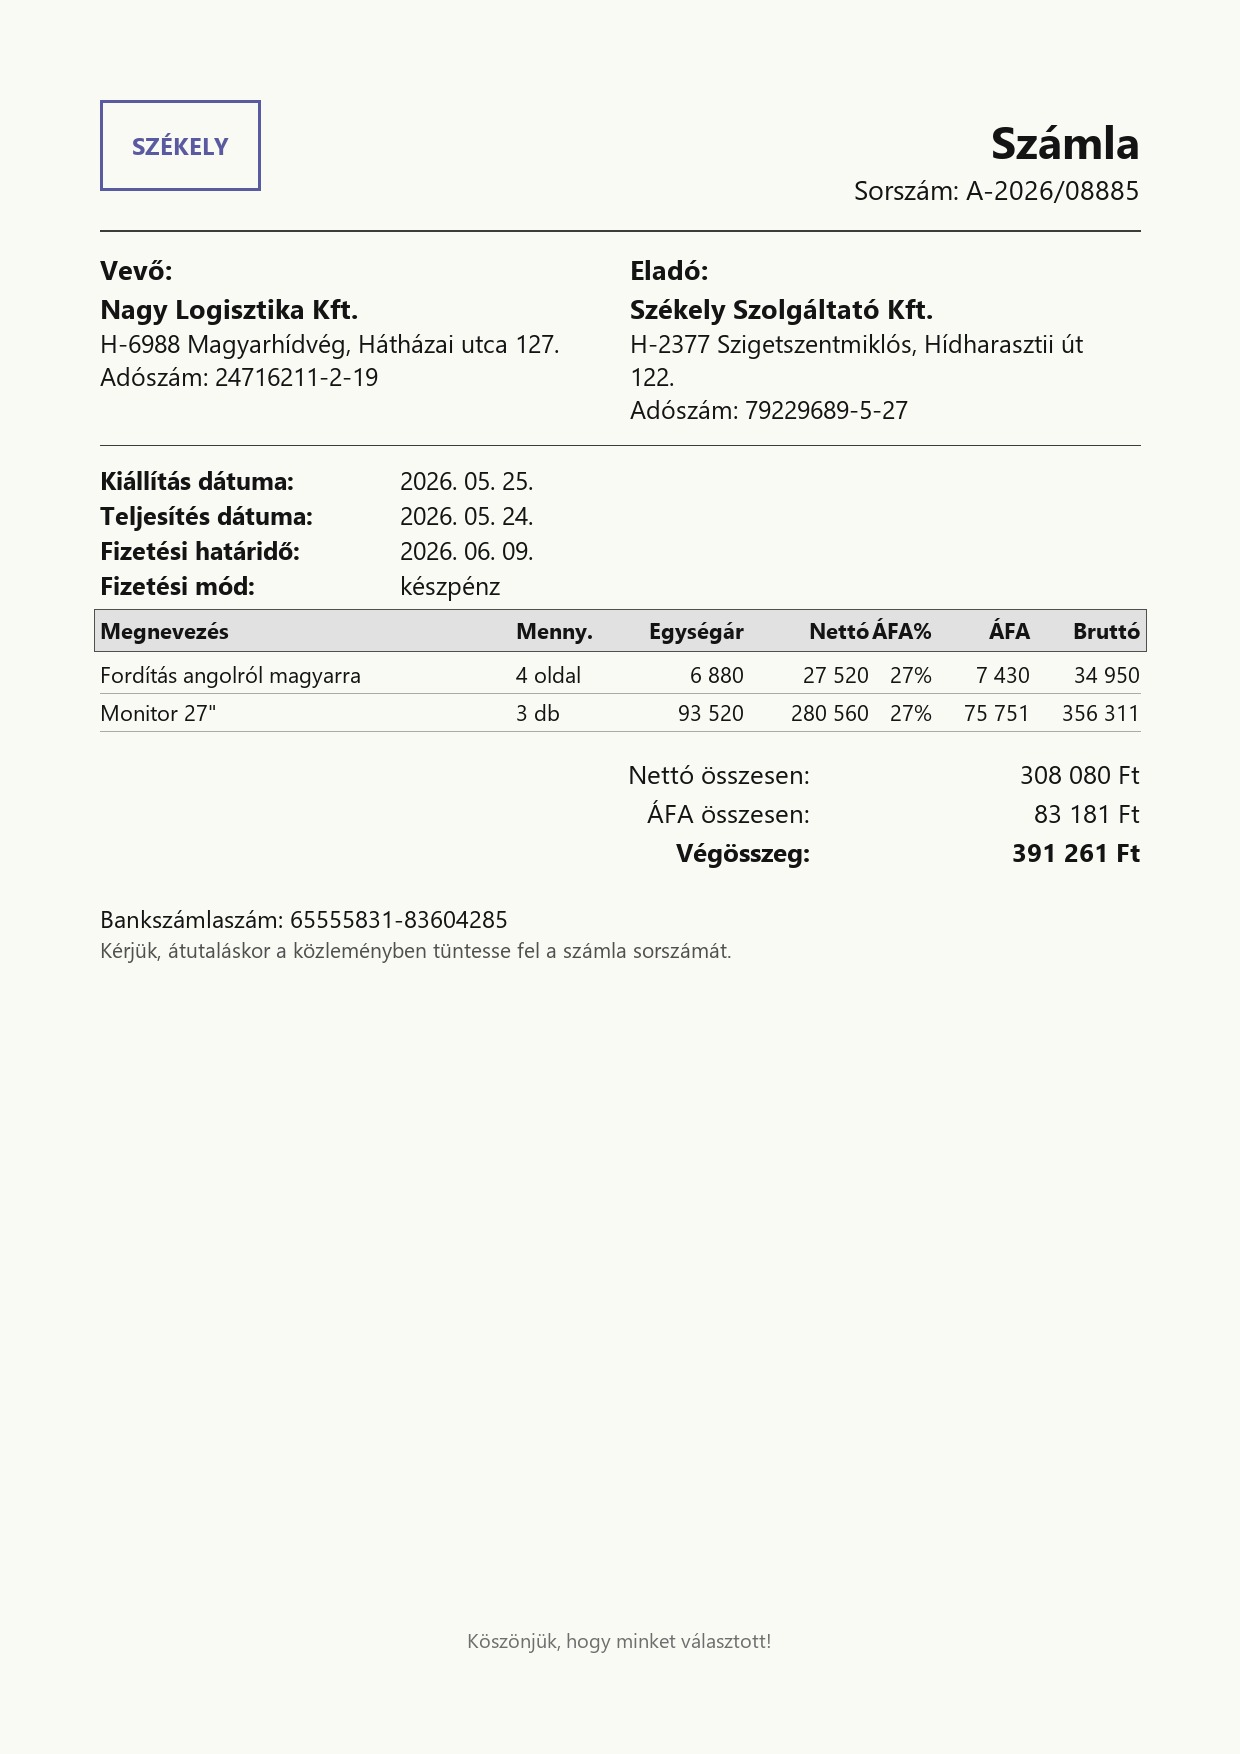 SZÉKELY
Számla
Sorszám: A-2026/08885
Vevő:
Nagy Logisztika Kft.
H-6988 Magyarhídvég, Hátházai utca 127.
Adószám: 24716211-2-19
Eladó:
Székely Szolgáltató Kft.
H-2377 Szigetszentmiklós, Hídharasztii út
122.
Adószám: 79229689-5-27
Kiállítás dátuma: 2026. 05. 25.
Teljesítés dátuma: 2026. 05. 24.
Fizetési határidő: 2026. 06. 09.
Fizetési mód: készpénz
Megnevezés Menny. Egységár Nettó ÁFA% ÁFA Bruttó
Fordítás angolról magyarra 4 oldal 6 880 27 520 27% 7 430 34 950
Monitor 27" 3 db 93 520 280 560 27% 75 751 356 311
Nettó összesen: 308 080 Ft
ÁFA összesen: 83 181 Ft
Végösszeg: 391 261 Ft
Bankszámlaszám: 65555831-83604285
Kérjük, átutaláskor a közleményben tüntesse fel a számla sorszámát.
Köszönjük, hogy minket választott!